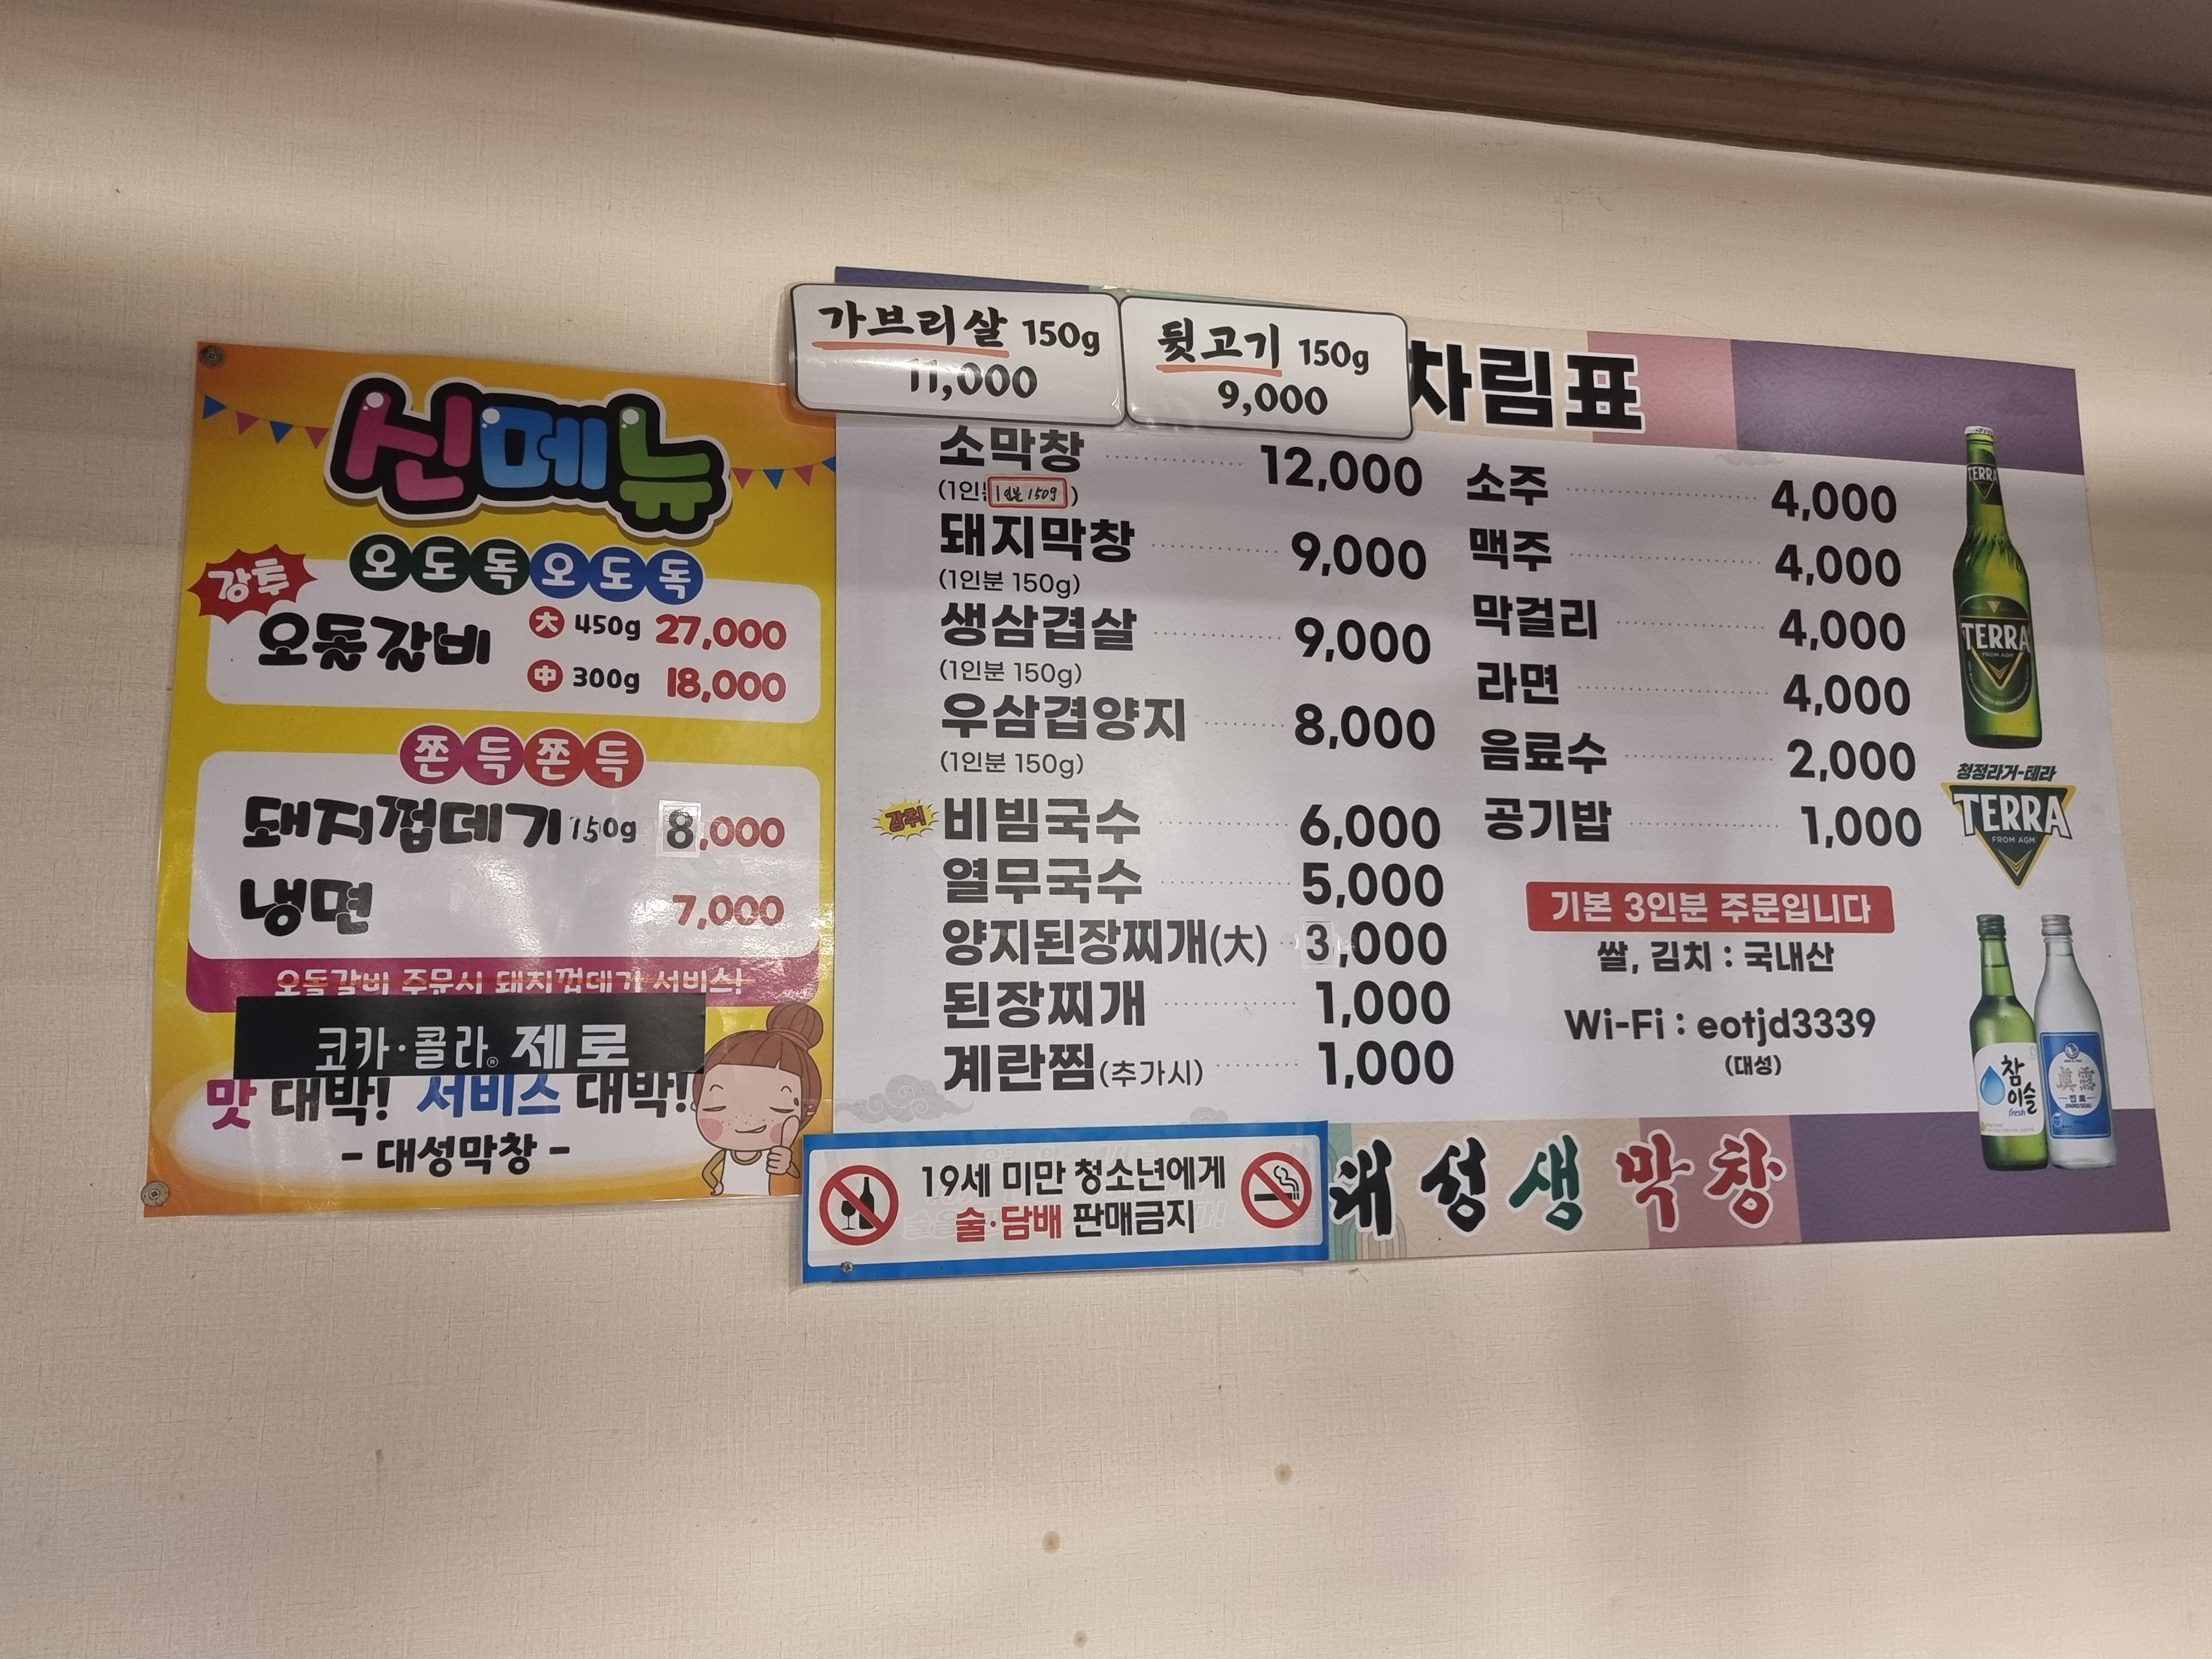 신메뉴
오도독오도독
강추
오돌갈비 大 450g 27,000
中 300g 18,000
쫀득쫀득
돼지껍데기 150g 8,000
냉면 7,000
오돌갈비 주문시 돼지껍데기 서비스!
코카·콜라® 제로
맛 대박! 서비스 대박!
- 대성막창 -
가브리살 150g
11,000
뒷고기 150g
9,000
차림표
소막창 12,000
(1인분 1인분 150g)
돼지막창 9,000
(1인분 150g)
생삼겹살 9,000
(1인분 150g)
우삼겹양지 8,000
(1인분 150g)
강추 비빔국수 6,000
열무국수 5,000
양지된장찌개(大) 3,000
된장찌개 1,000
계란찜(추가시) 1,000
소주 4,000
맥주 4,000
막걸리 4,000
라면 4,000
음료수 2,000
공기밥 1,000
기본 3인분 주문입니다
쌀, 김치 : 국내산
Wi-Fi : eotjd3339
(대성)
TERRA
TERRA
FROM AGM
청정라거-테라
TERRA
FROM AGM
참이슬
fresh
眞露
진로
19세 미만 청소년에게
술·담배 판매금지
대성생막창